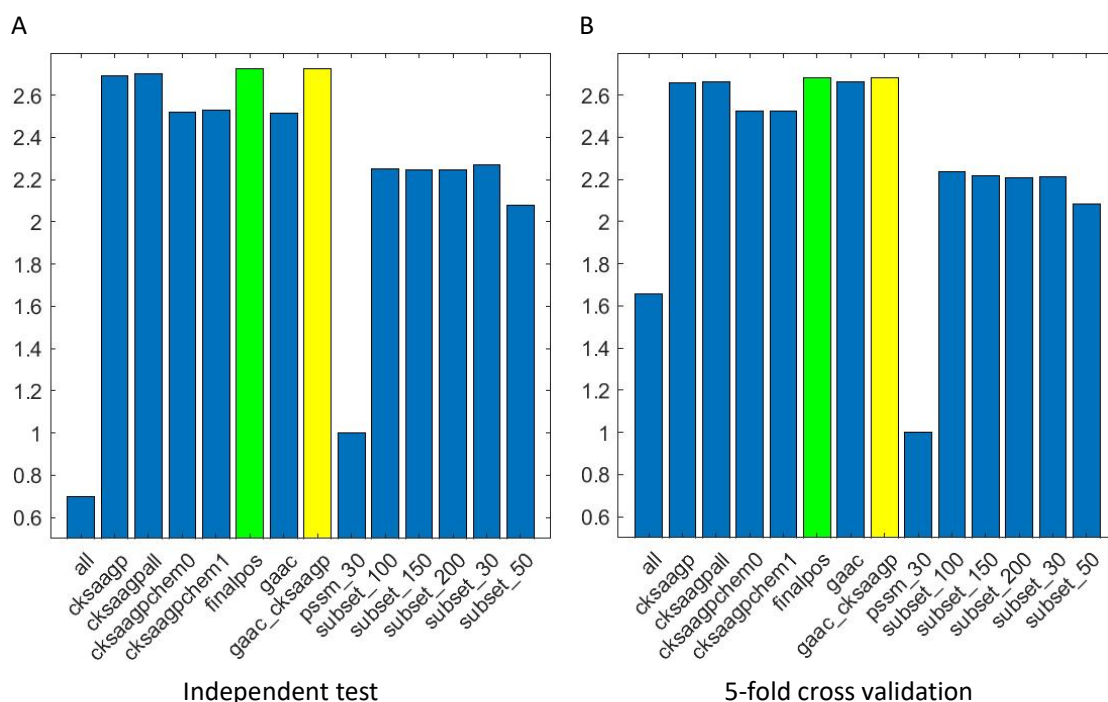 A
2.6
2.4
2.2
2
1.8
1.6
1.4
1.2
1
0.8
0.6
all
cksaagp
cksaagpall
cksaagpchem0
cksaagpchem1
finalpos
gaac
gaac_cksaagp
pssm_30
subset_100
subset_150
subset_200
subset_30
subset_50
Independent test
B
2.6
2.4
2.2
2
1.8
1.6
1.4
1.2
1
0.8
0.6
all
cksaagp
cksaagpall
cksaagpchem0
cksaagpchem1
finalpos
gaac
gaac_cksaagp
pssm_30
subset_100
subset_150
subset_200
subset_30
subset_50
5-fold cross validation